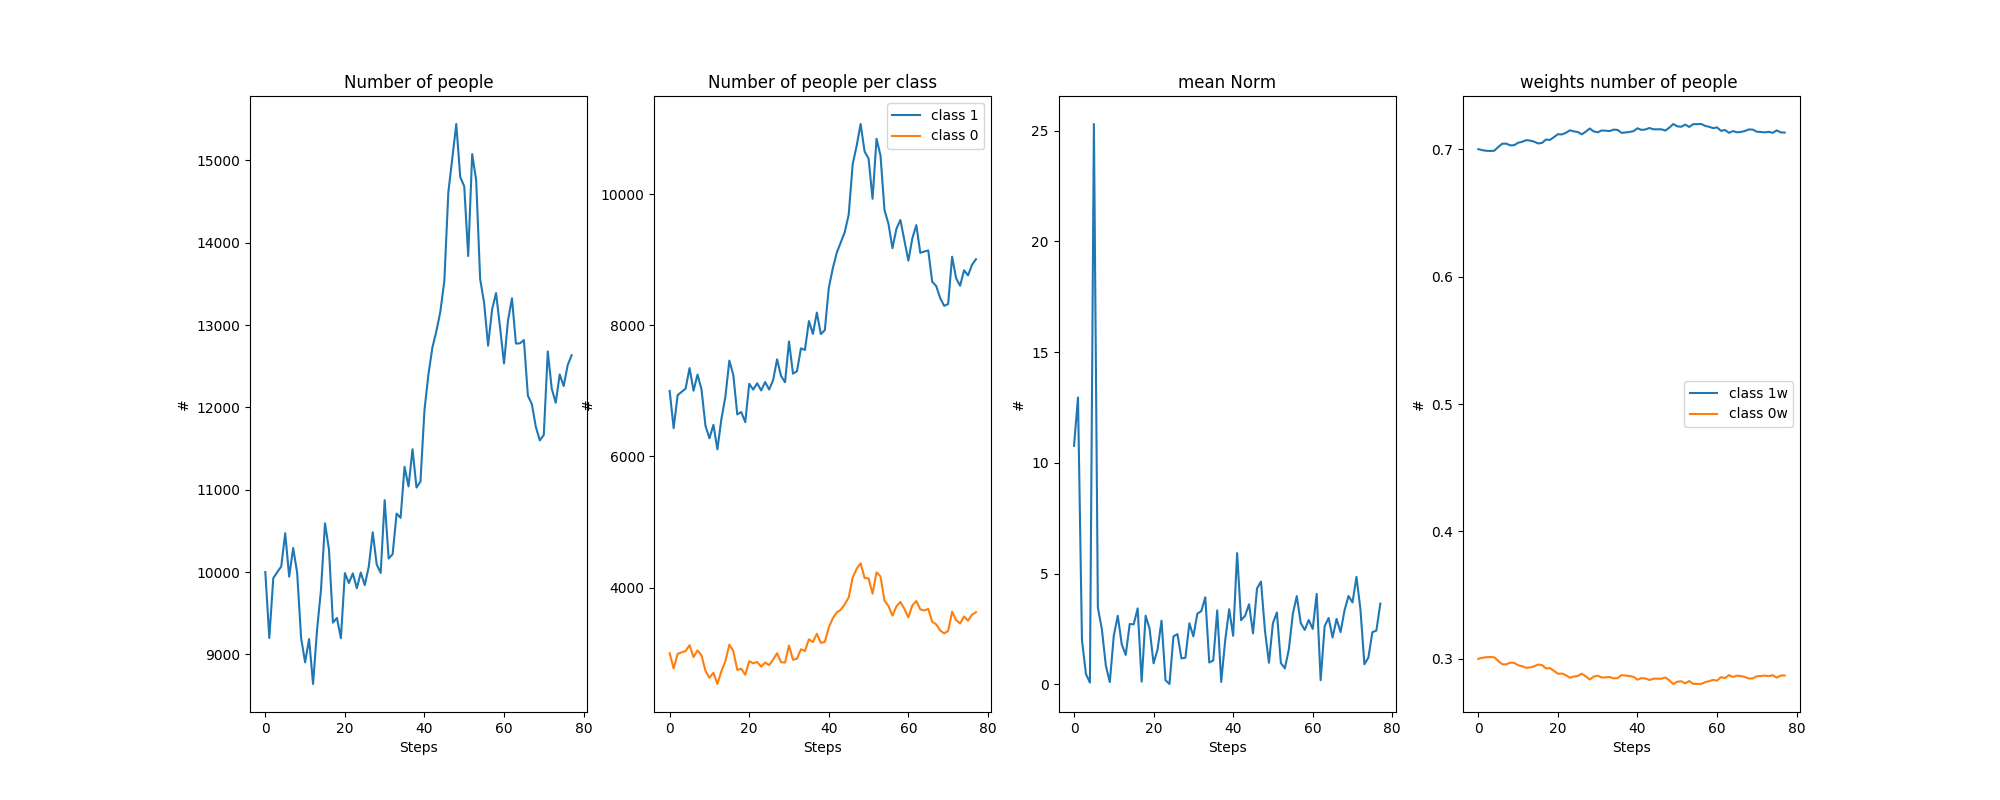 Number of people
15000
14000
13000
12000
11000
10000
9000
#
0 20 40 60 80
Steps
Number of people per class
class 1
class 0
10000
8000
6000
4000
#
0 20 40 60 80
Steps
mean Norm
25
20
15
10
5
0
#
0 20 40 60 80
Steps
weights number of people
0.7
0.6
0.5
0.4
0.3
#
class 1w
class 0w
0 20 40 60 80
Steps